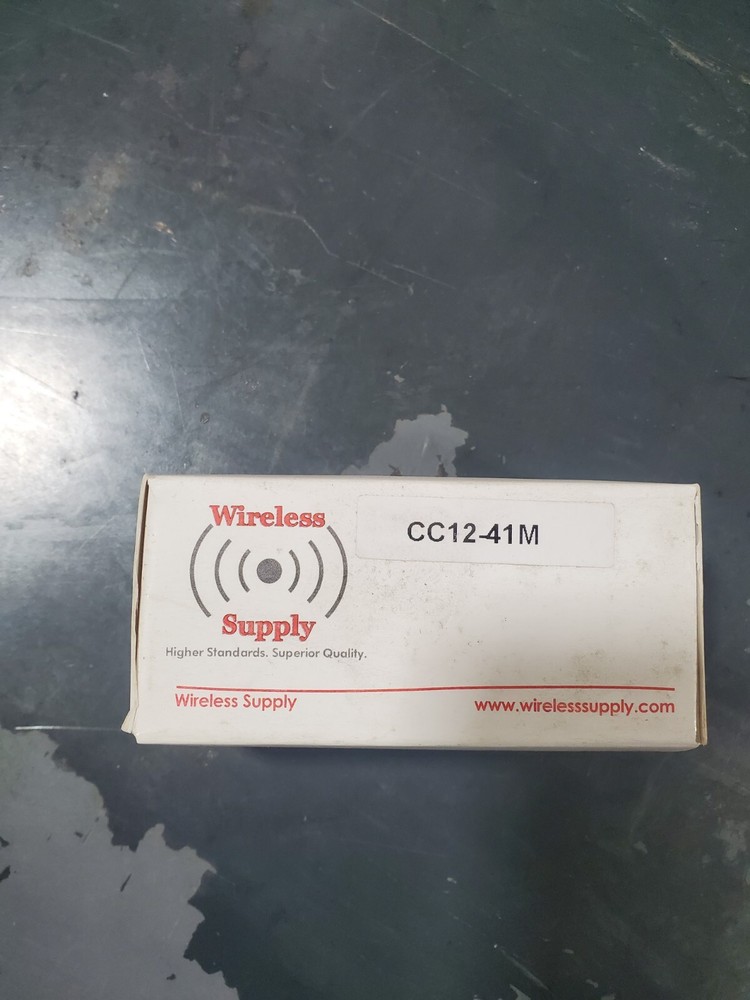 Wireless
Supply
Higher Standards. Superior Quality.
CC12-41M
Wireless Supply
www.wirelesssupply.com